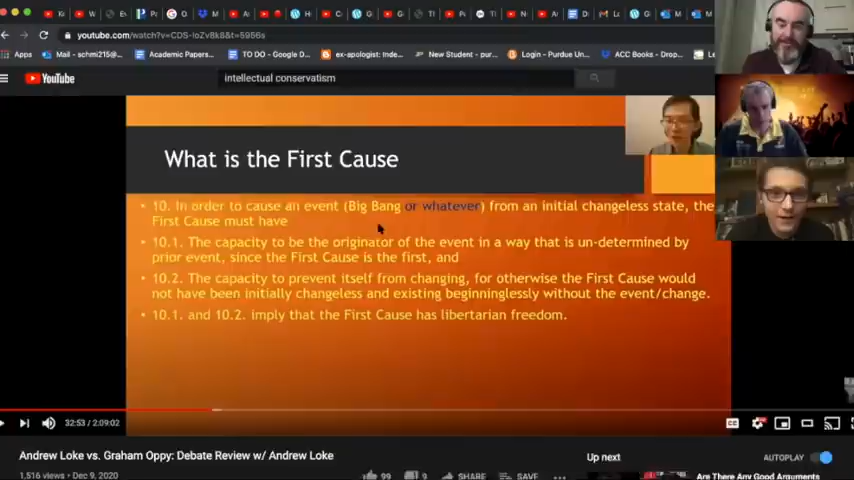 youtube.com/watch?v=CDS-IoZv8k8&t=5956s
Apps Mail - schmi215@... Academic Papers... TO DO - Google D... ex-apologist: Inde... New Student - pur... Login - Purdue Un... ACC Books - Drop...
YouTube
intellectual conservatism
What is the First Cause
• 10. In order to cause an event (Big Bang or whatever) from an initial changeless state, the
First Cause must have
• 10.1. The capacity to be the originator of the event in a way that is un-determined by
prior event, since the First Cause is the first, and
• 10.2. The capacity to prevent itself from changing, for otherwise the First Cause would
not have been initially changeless and existing beginninglessly without the event/change.
• 10.1. and 10.2. imply that the First Cause has libertarian freedom.
32:53 / 2:09:02
Andrew Loke vs. Graham Oppy: Debate Review w/ Andrew Loke
Up next
AUTOPLAY
1,516 views • Dec 9, 2020
99
9
SHARE
SAVE
Are There Any Good Arguments